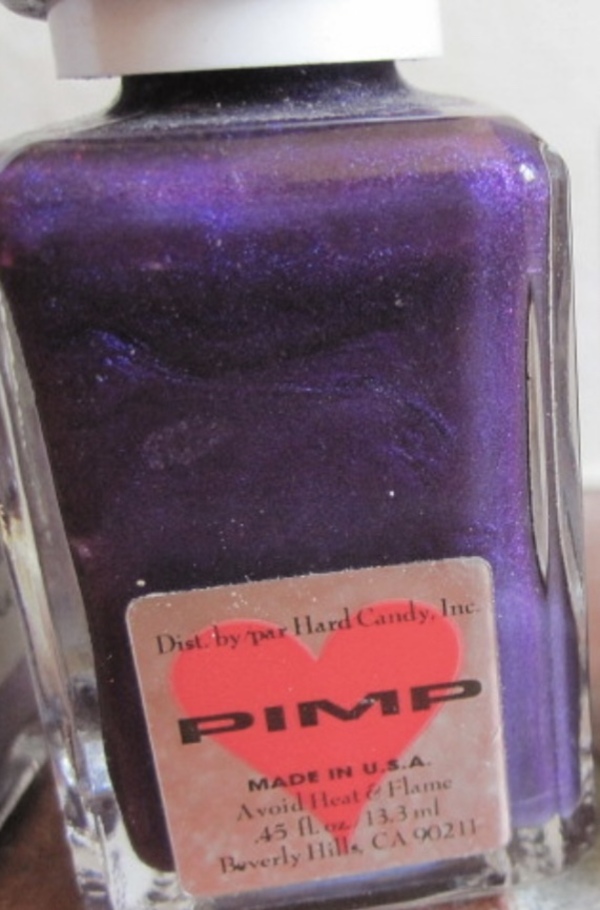 Dist. by/par Hard Candy, Inc.
PIMP
MADE IN U.S.A.
Avoid Heat & Flame
.45 fl. oz. 13.3 ml
Beverly Hills, CA 90211